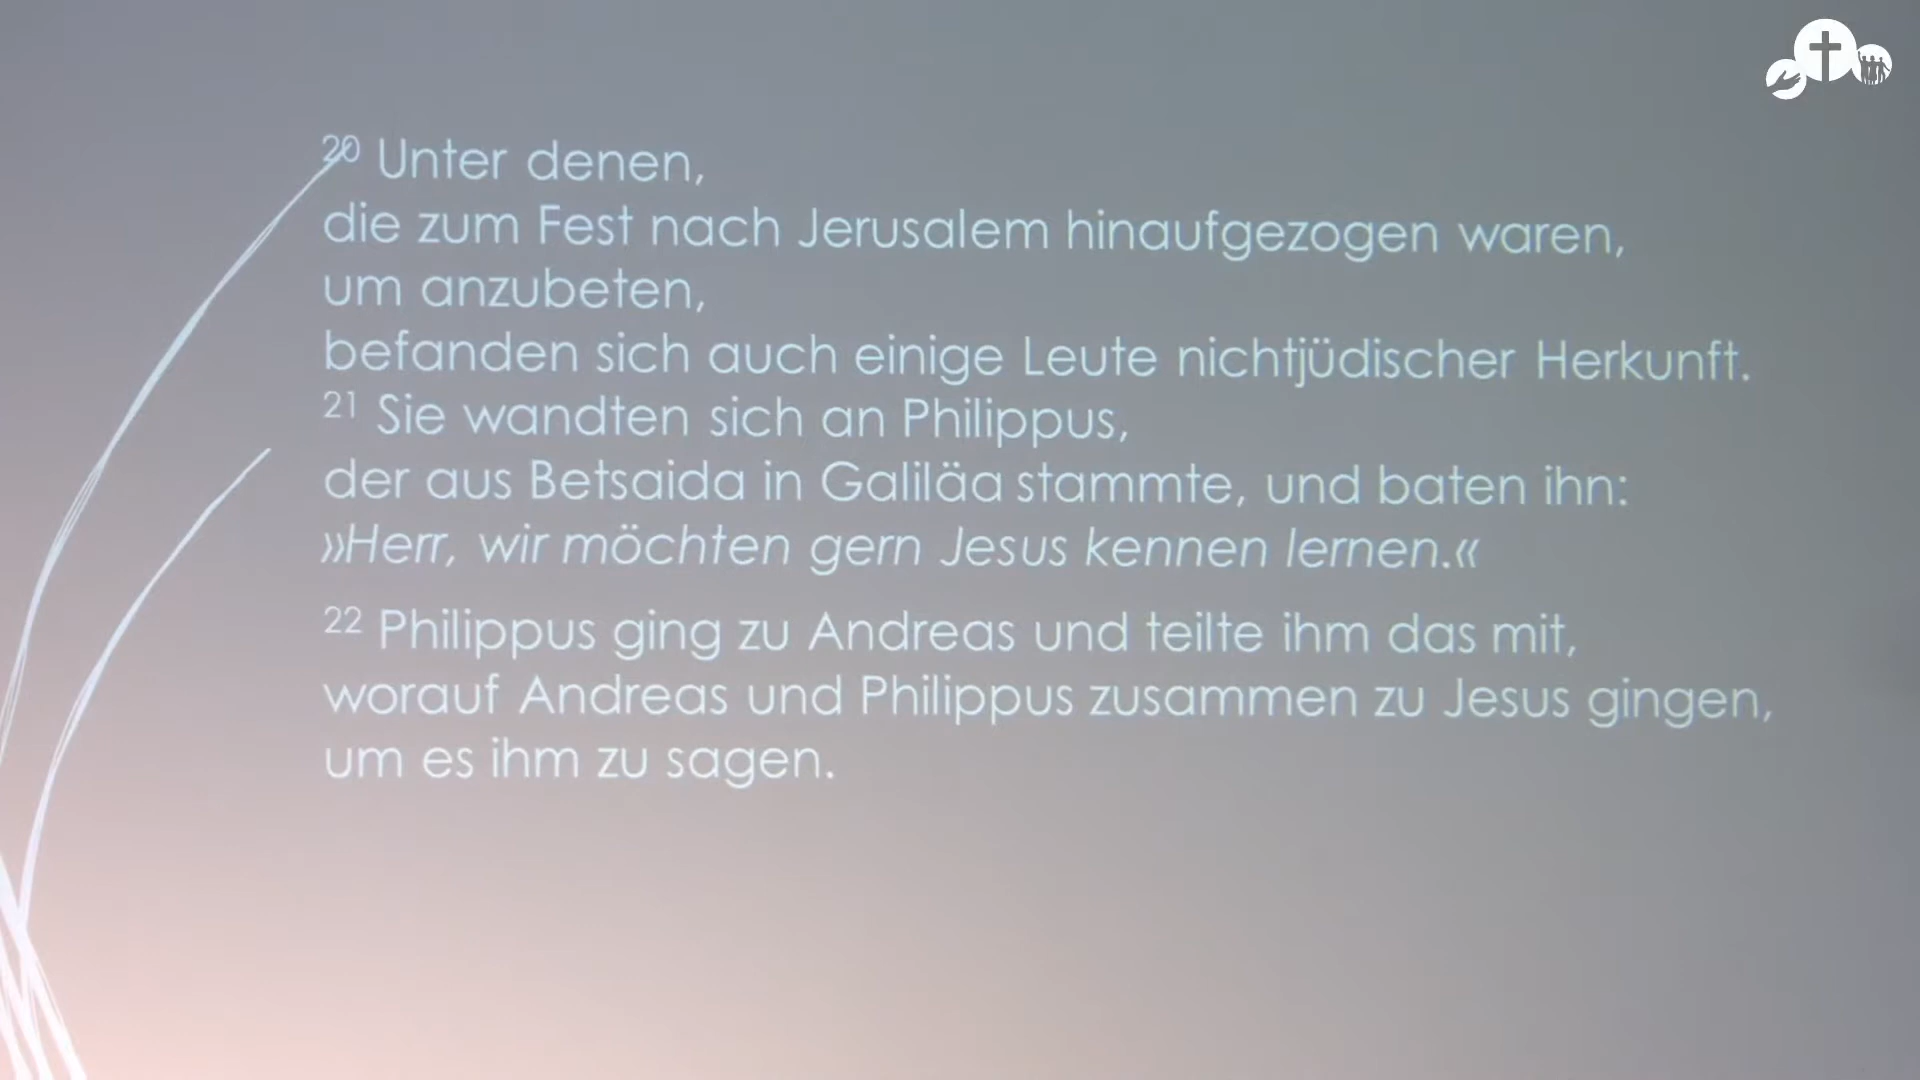 20 Unter denen,
die zum Fest nach Jerusalem hinaufgezogen waren,
um anzubeten,
befanden sich auch einige Leute nichtjüdischer Herkunft.
21 Sie wandten sich an Philippus,
der aus Betsaida in Galiläa stammte, und baten ihn:
»Herr, wir möchten gern Jesus kennen lernen.«
22 Philippus ging zu Andreas und teilte ihm das mit,
worauf Andreas und Philippus zusammen zu Jesus gingen,
um es ihm zu sagen.